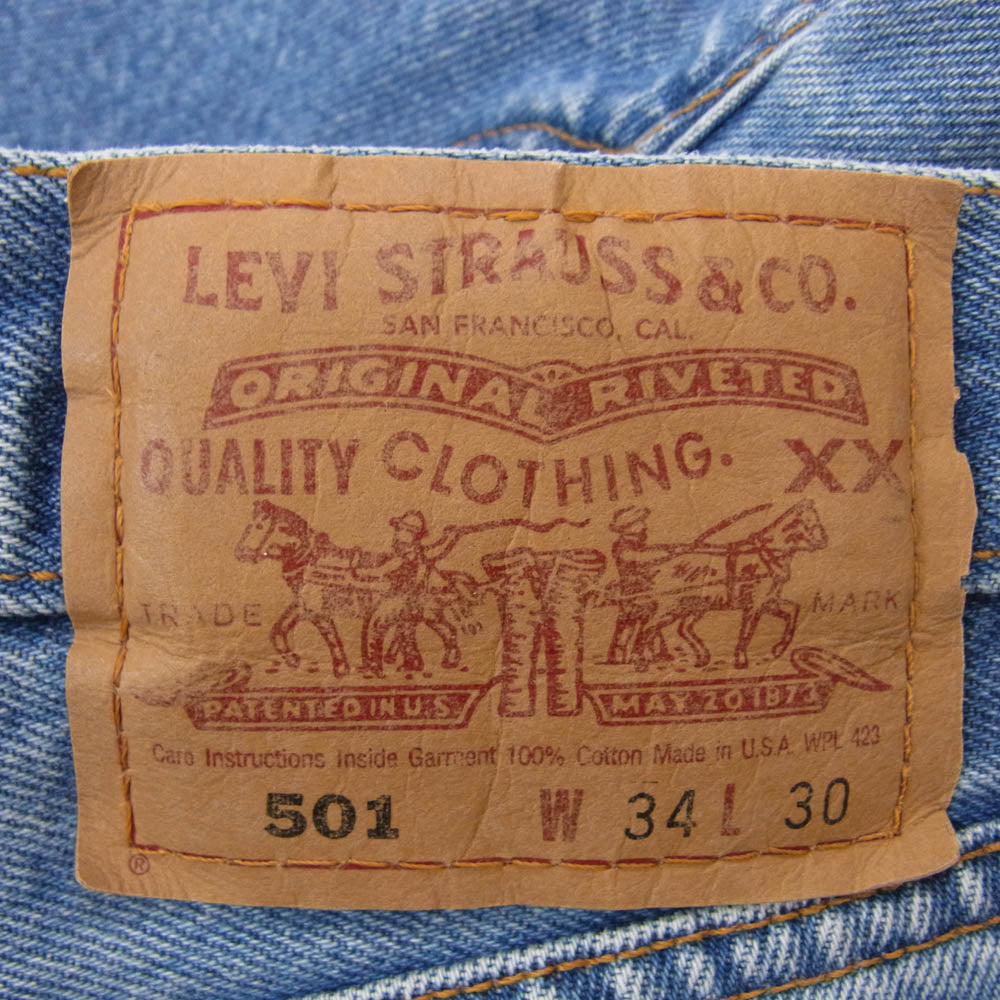 LEVI STRAUSS & CO.
SAN FRANCISCO, CAL.
ORIGINAL RIVETED
QUALITY CLOTHING. XX
TRADE MARK
PATENTED IN U.S. MAY 20 1873
Care Instructions Inside Garment 100% Cotton Made in U.S.A. WPL 423
501 W 34 L 30
®